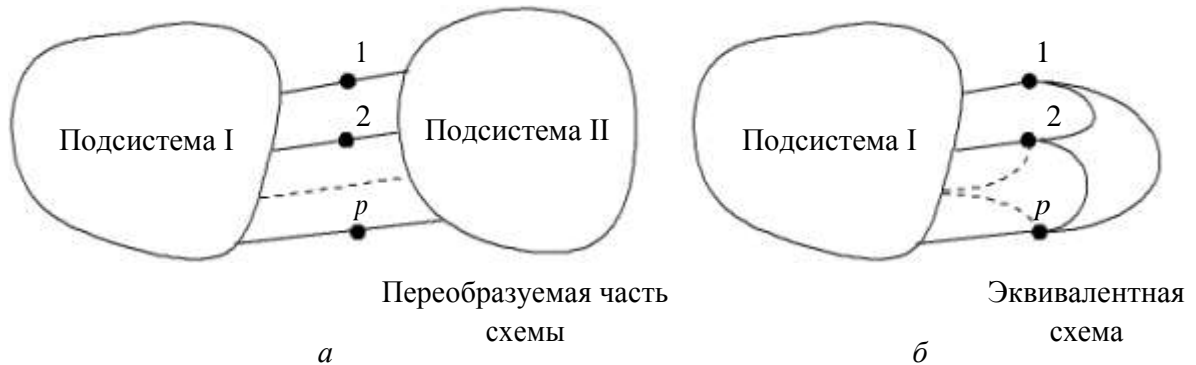 1
2
Подсистема I
Подсистема II
p
Переобразуемая часть
схемы
а
1
2
Подсистема I
p
Эквивалентная
схема
б